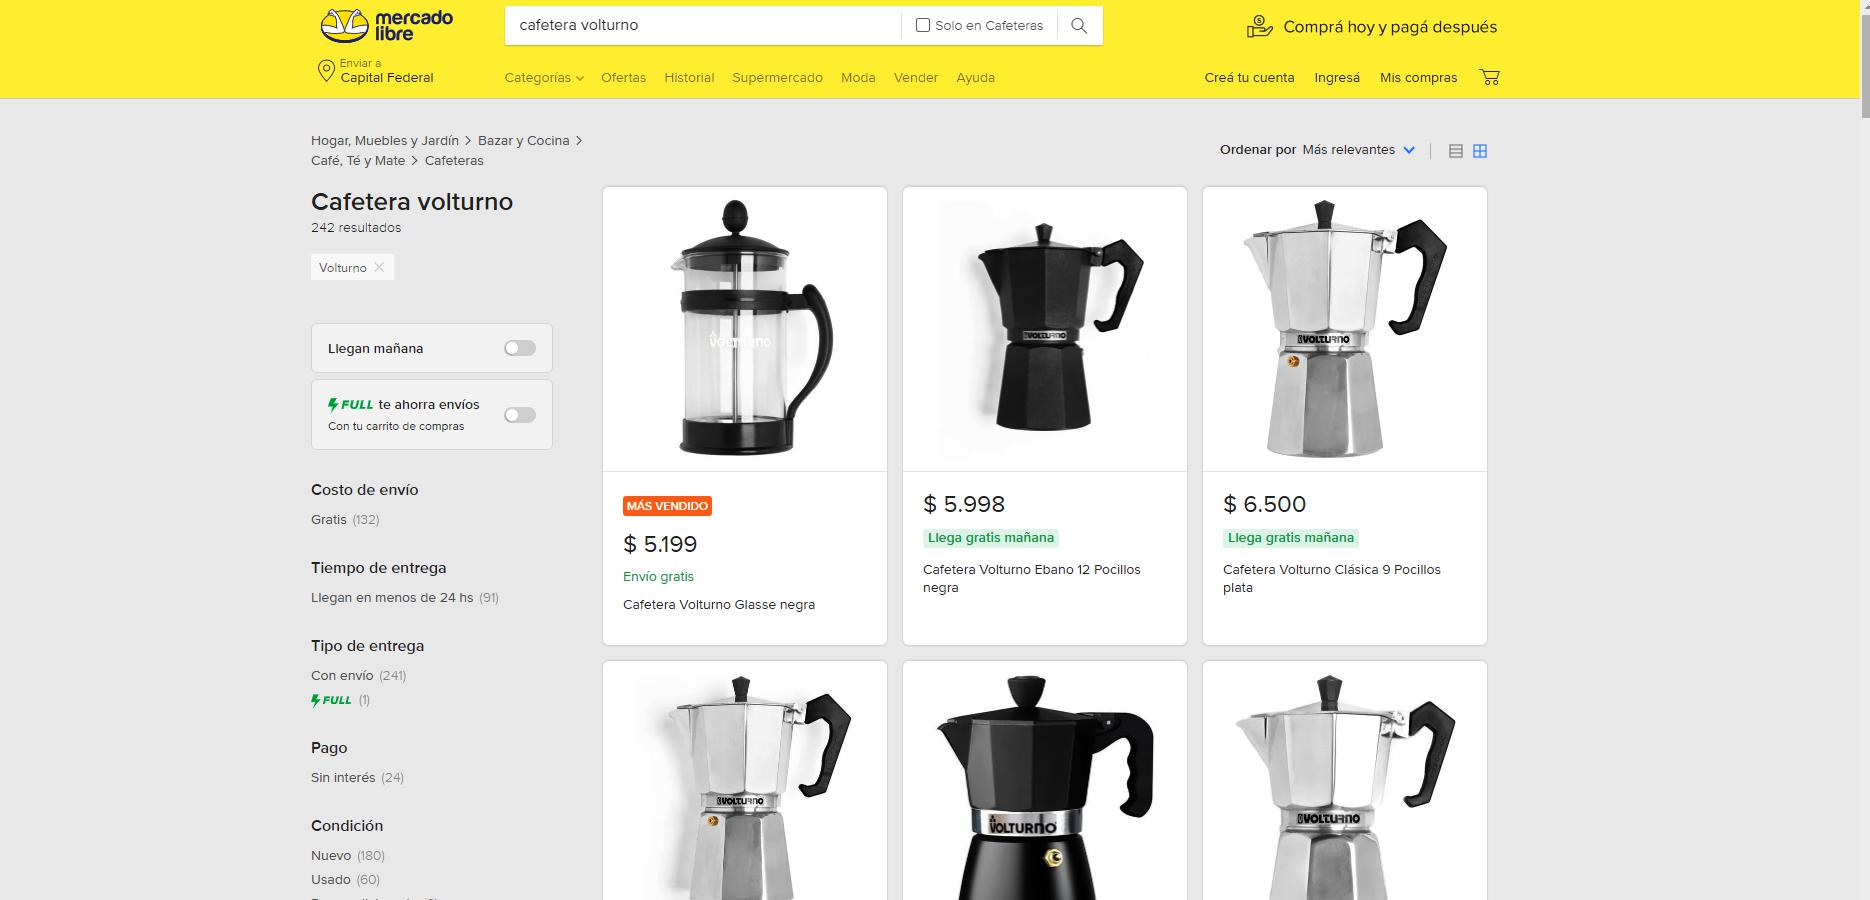 mercado
libre
cafetera volturno
Solo en Cafeteras
Comprá hoy y pagá después
Enviar a
Capital Federal
Categorías
Ofertas
Historial
Supermercado
Moda
Vender
Ayuda
Creá tu cuenta
Ingresá
Mis compras
Hogar, Muebles y Jardín > Bazar y Cocina >
Café, Té y Mate > Cafeteras
Ordenar por Más relevantes
Cafetera volturno
242 resultados
Volturno
Llegan mañana
FULL te ahorra envíos
Con tu carrito de compras
Costo de envío
Gratis (132)
Tiempo de entrega
Llegan en menos de 24 hs (91)
Tipo de entrega
Con envío (241)
FULL (1)
Pago
Sin interés (24)
Condición
Nuevo (180)
Usado (60)
VOLTURNO
MÁS VENDIDO
$ 5.199
Envío gratis
Cafetera Volturno Glasse negra
VOLTURNO
$ 5.998
Llega gratis mañana
Cafetera Volturno Ebano 12 Pocillos
negra
VOLTURNO
$ 6.500
Llega gratis mañana
Cafetera Volturno Clásica 9 Pocillos
plata
VOLTURNO
VOLTURNO
VOLTURNO